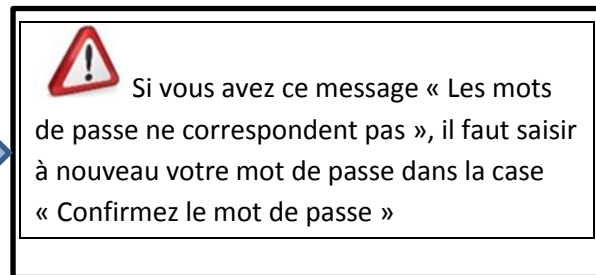 Si vous avez ce message « Les mots
de passe ne correspondent pas », il faut saisir
à nouveau votre mot de passe dans la case
« Confirmez le mot de passe »